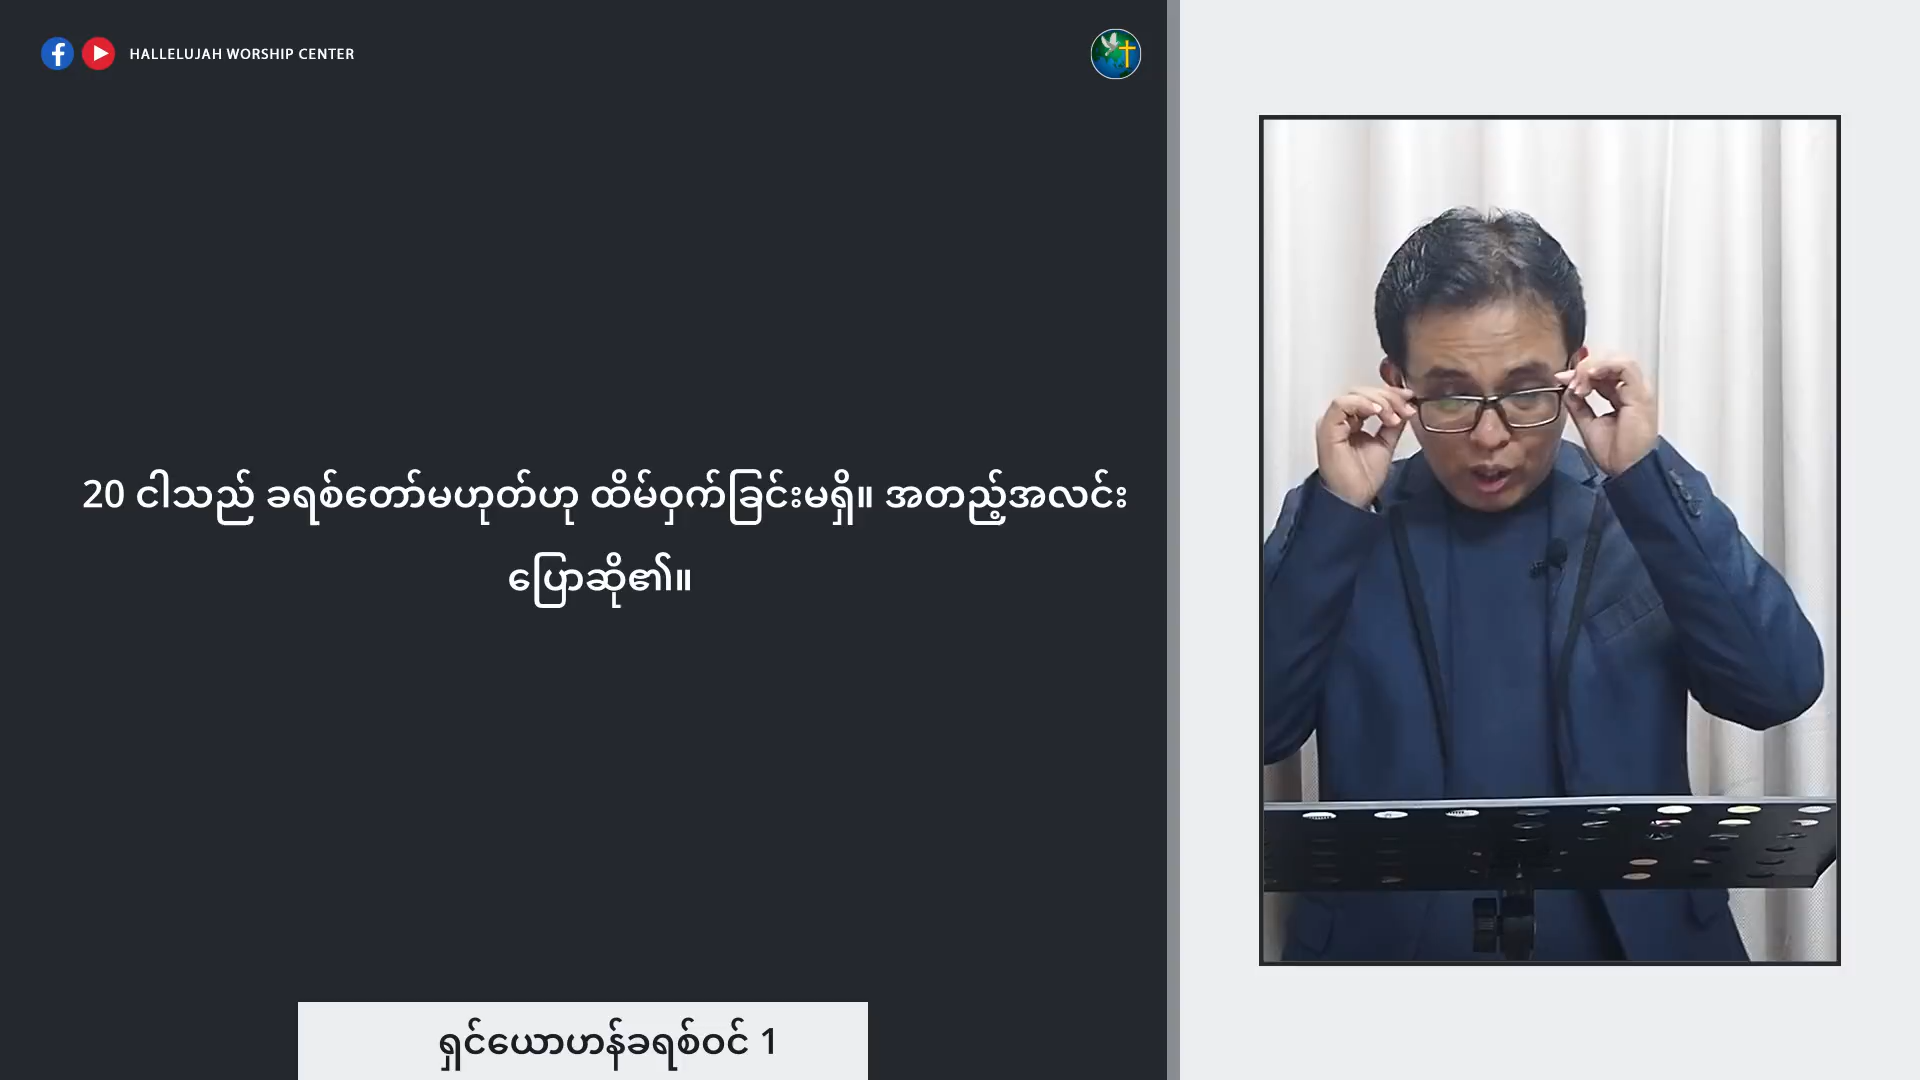 HALLELUJAH WORSHIP CENTER
20 ငါသည် ခရစ်တော်မဟုတ်ဟု ထိမ်ဝှက်ခြင်းမရှိ။ အတည့်အလင်း
ပြောဆို၏။
ရှင်ယောဟန်ခရစ်ဝင် 1